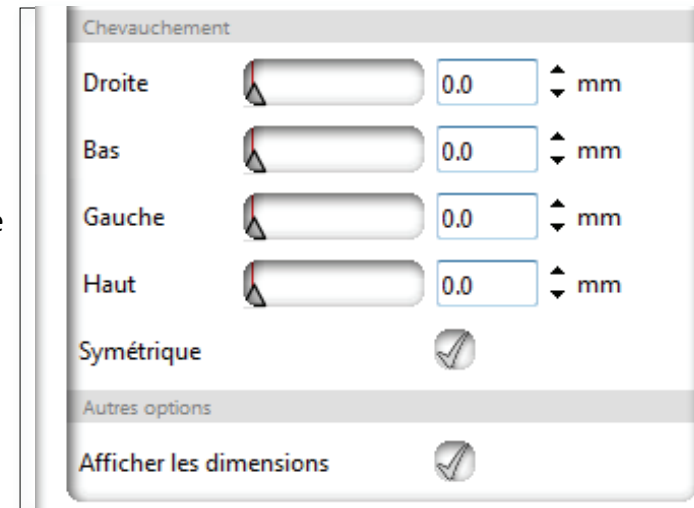 Chevauchement
Droite 0.0 mm
Bas 0.0 mm
e
Gauche 0.0 mm
Haut 0.0 mm
Symétrique
Autres options
Afficher les dimensions